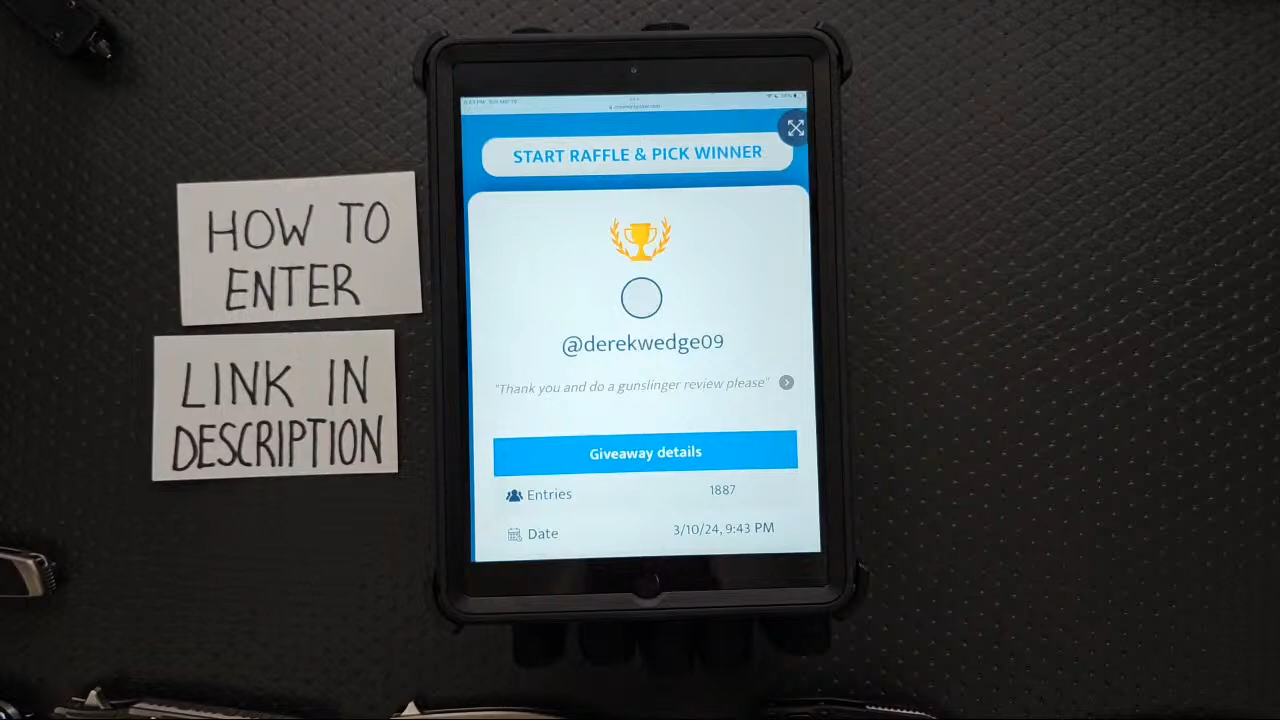 HOW TO
ENTER
LINK IN
DESCRIPTION
START RAFFLE & PICK WINNER
@derekwedge09
"Thank you and do a gunslinger review please"
Giveaway details
Entries 1887
Date 3/10/24, 9:43 PM